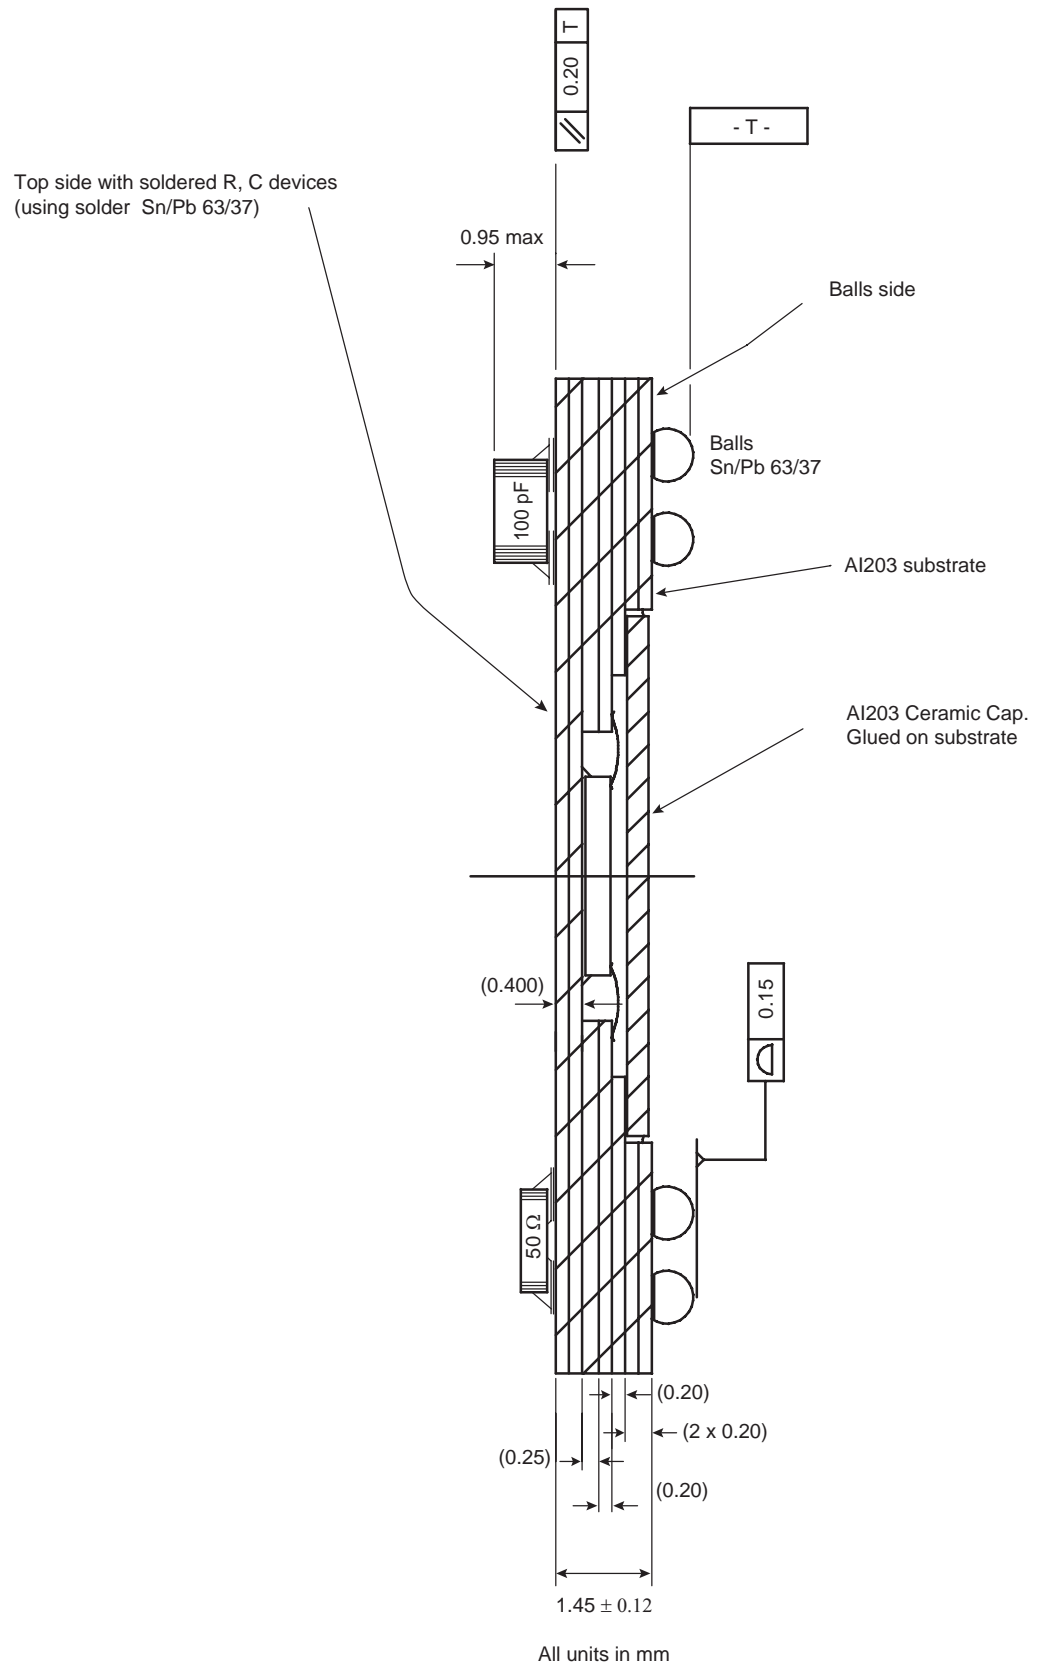 T
0.20
- T -
Top side with soldered R, C devices
(using solder Sn/Pb 63/37)
0.95 max
Balls side
Balls
Sn/Pb 63/37
100 pF
AI203 substrate
AI203 Ceramic Cap.
Glued on substrate
(0.400)
0.15
50 Ω
(0.20)
(2 x 0.20)
(0.25)
(0.20)
1.45 ± 0.12
All units in mm